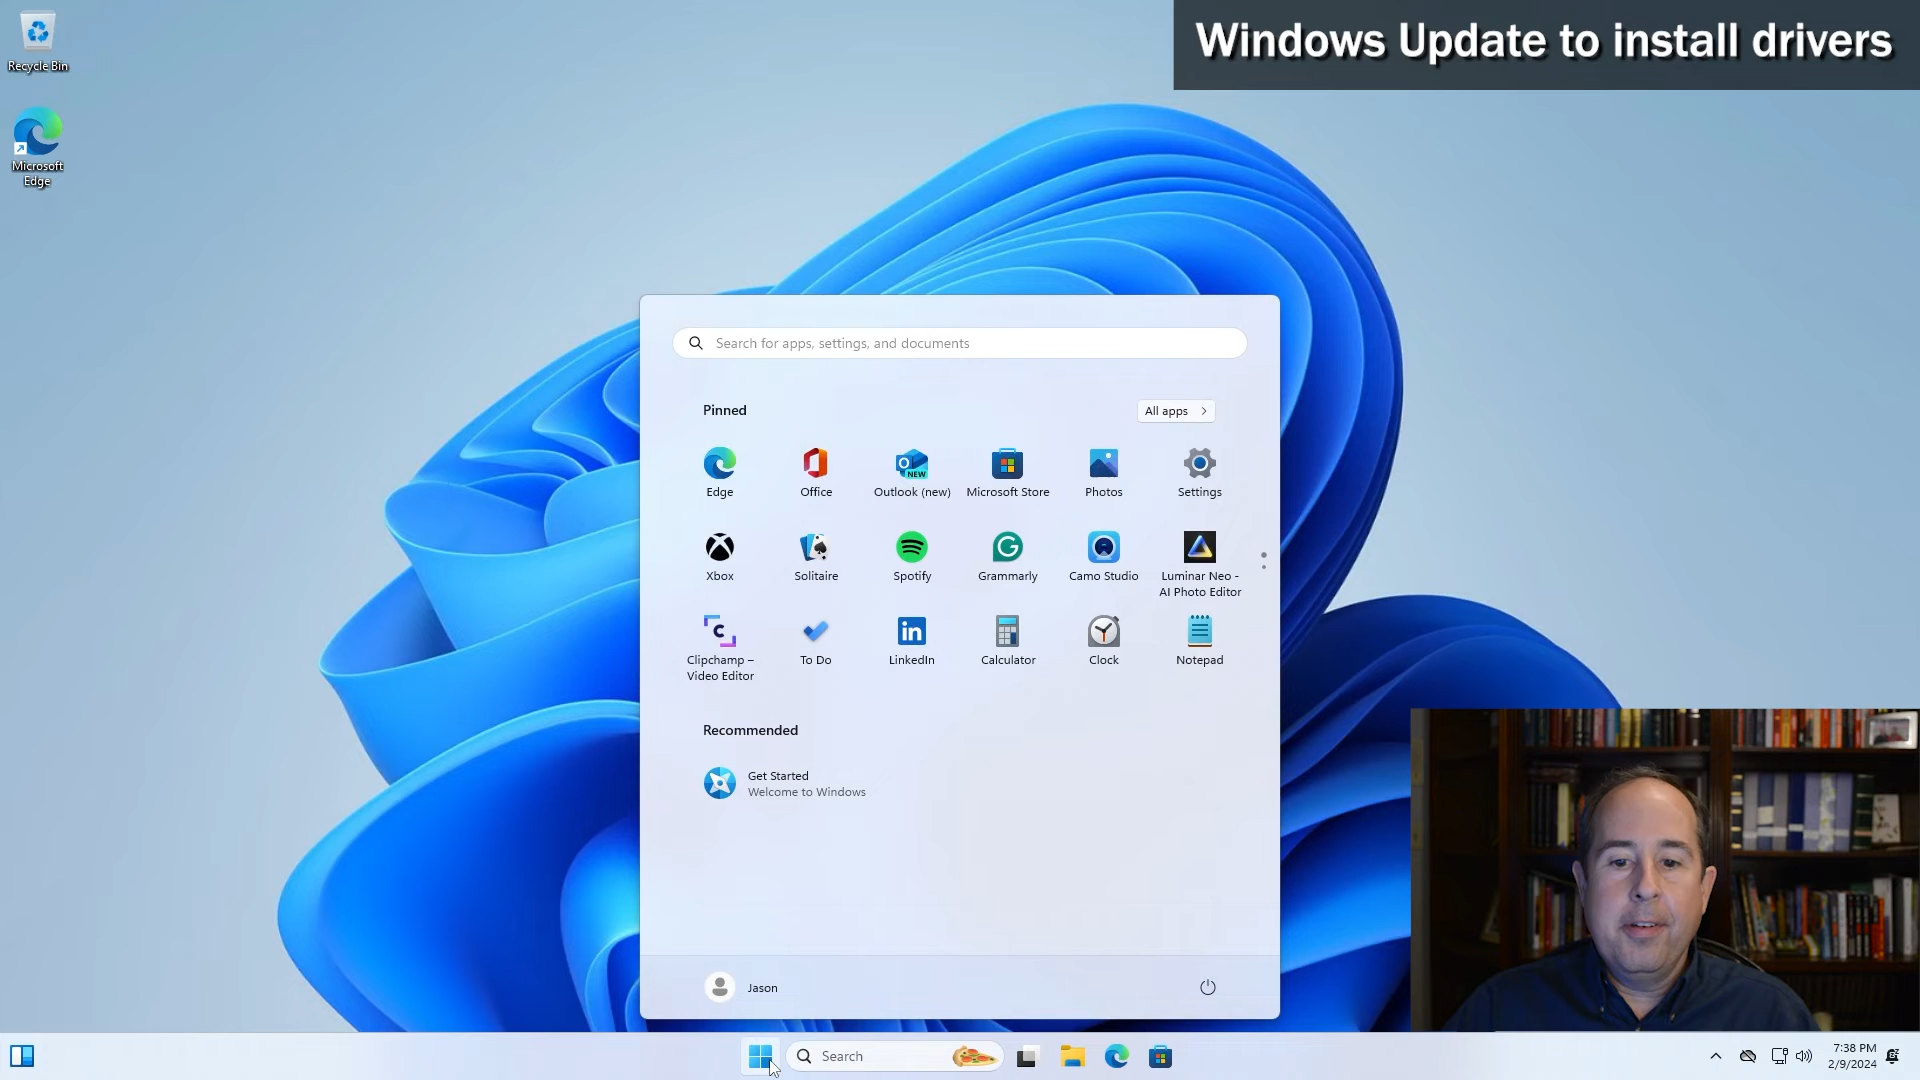 Windows Update to install drivers
Recycle Bin
Microsoft
Edge
Search for apps, settings, and documents
Pinned
All apps
Edge
Office
Outlook (new)
Microsoft Store
Photos
Settings
NEW
Xbox
Solitaire
Spotify
Grammarly
Camo Studio
Luminar Neo -
AI Photo Editor
Clipchamp –
Video Editor
To Do
LinkedIn
Calculator
Clock
Notepad
Recommended
Get Started
Welcome to Windows
Jason
Search
7:38 PM
2/9/2024